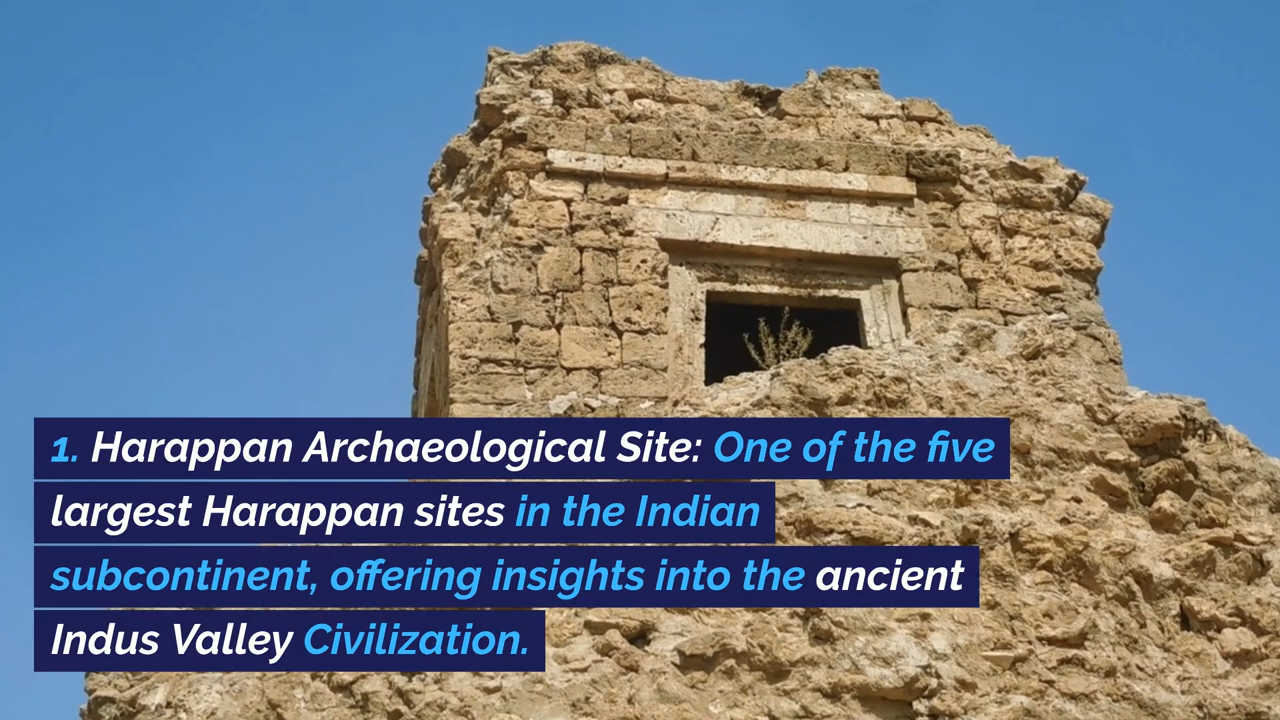 1. Harappan Archaeological Site: One of the five
largest Harappan sites in the Indian
subcontinent, offering insights into the ancient
Indus Valley Civilization.